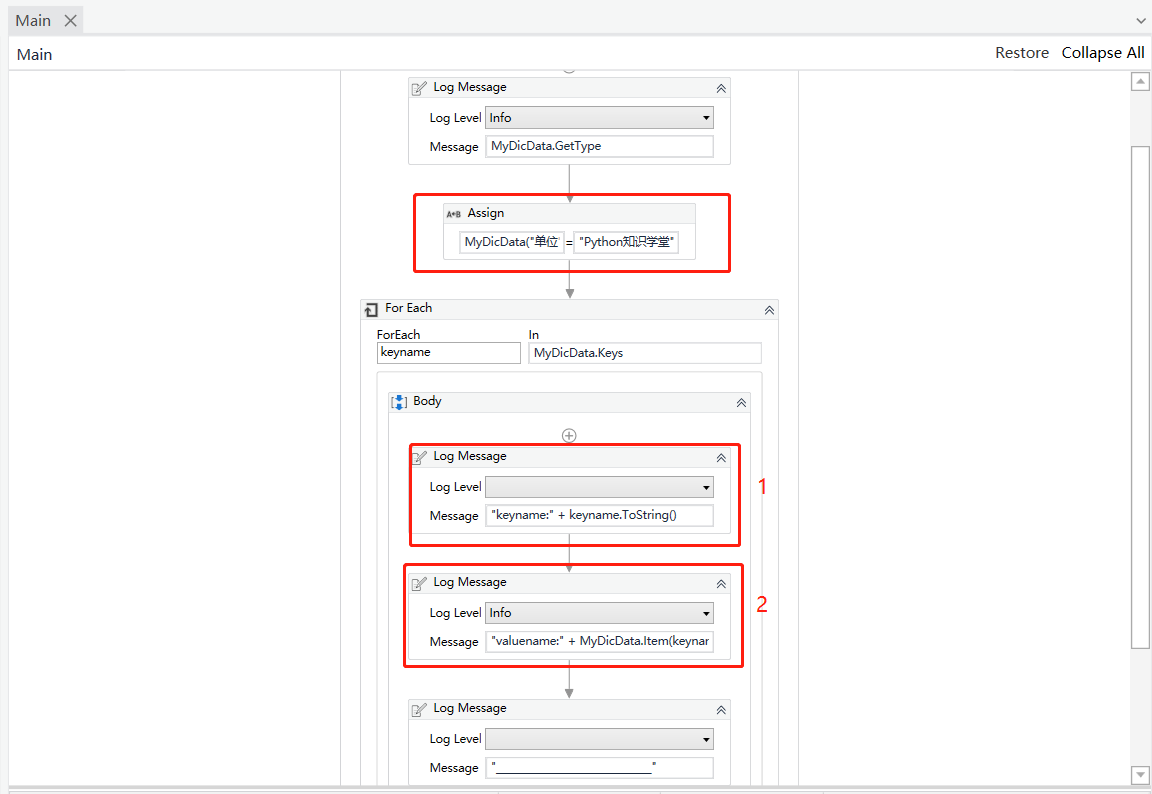 Main
Main Restore Collapse All
Log Message
Log Level Info
Message MyDicData.GetType
A*B Assign
MyDicData("单位 = "Python知识学堂"
For Each
ForEach In
keyname MyDicData.Keys
Body
Log Message
Log Level 1
Message "keyname:" + keyname.ToString()
Log Message
Log Level Info 2
Message "valuename:" + MyDicData.Item(keynar
Log Message
Log Level
Message "__________________________"